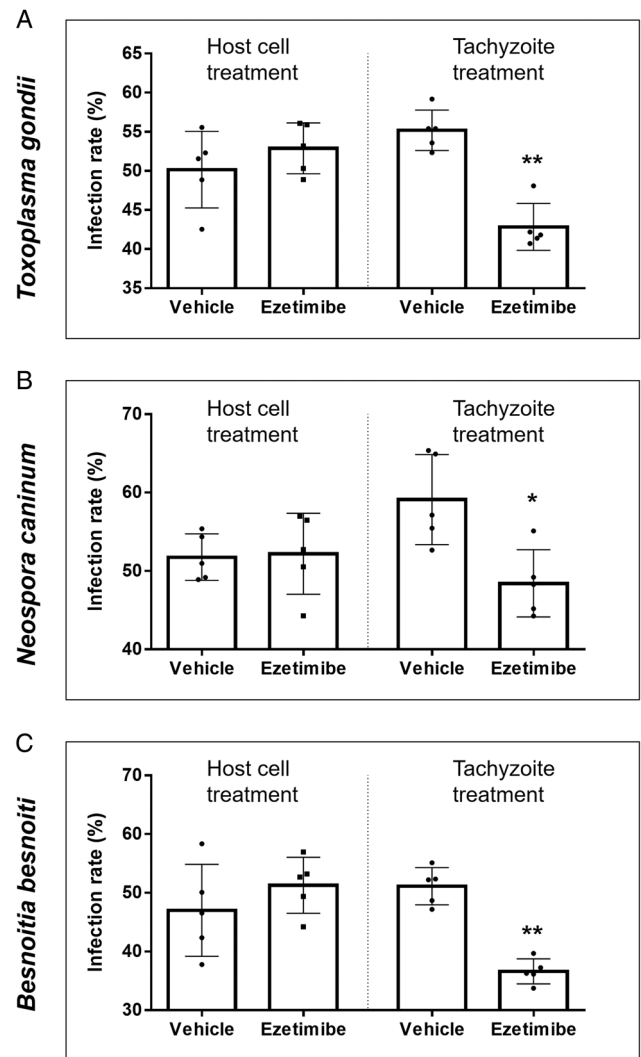 A
Toxoplasma gondii
Infection rate (%)
65
60
55
50
45
40
35
Host cell
treatment
Tachyzoite
treatment
**
Vehicle
Ezetimibe
Vehicle
Ezetimibe
B
Neospora caninum
Infection rate (%)
70
60
50
40
Host cell
treatment
Tachyzoite
treatment
*
Vehicle
Ezetimibe
Vehicle
Ezetimibe
C
Besnoitia besnoiti
Infection rate (%)
70
60
50
40
30
Host cell
treatment
Tachyzoite
treatment
**
Vehicle
Ezetimibe
Vehicle
Ezetimibe